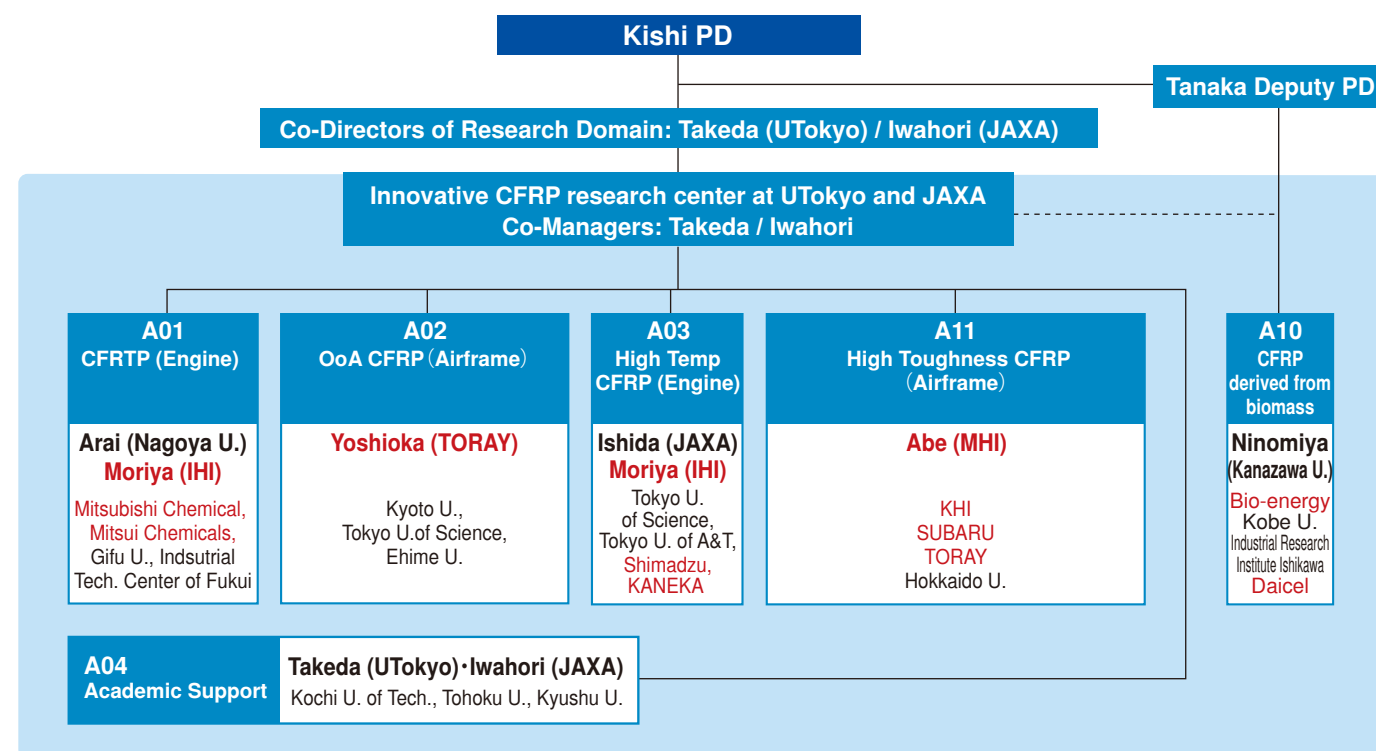 Kishi PD
Tanaka Deputy PD
Co-Directors of Research Domain: Takeda (UTokyo) / Iwahori (JAXA)
Innovative CFRP research center at UTokyo and JAXA
Co-Managers: Takeda / Iwahori
A01
CFRTP (Engine)
Arai (Nagoya U.)
Moriya (IHI)
Mitsubishi Chemical,
Mitsui Chemicals,
Gifu U., Indsutrial
Tech. Center of Fukui
A02
OoA CFRP（Airframe）
Yoshioka (TORAY)
Kyoto U.,
Tokyo U.of Science,
Ehime U.
A03
High Temp
CFRP (Engine)
Ishida (JAXA)
Moriya (IHI)
Tokyo U.
of Science,
Tokyo U. of A&T,
Shimadzu,
KANEKA
A11
High Toughness CFRP
（Airframe）
Abe (MHI)
KHI
SUBARU
TORAY
Hokkaido U.
A10
CFRP
derived from
biomass
Ninomiya
(Kanazawa U.)
Bio-energy
Kobe U.
Industrial Research
Institute Ishikawa
Daicel
A04
Academic Support
Takeda (UTokyo)･Iwahori (JAXA)
Kochi U. of Tech., Tohoku U., Kyushu U.